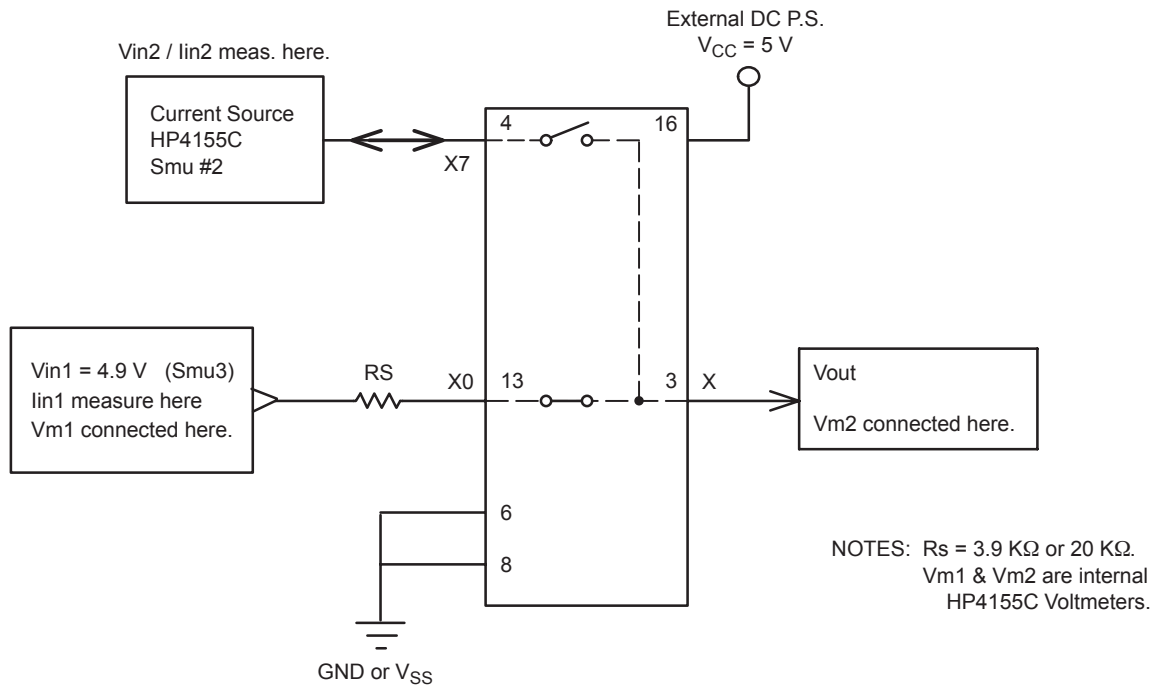 External DC P.S.
VCC = 5 V
Vin2 / Iin2 meas. here.
Current Source
HP4155C
Smu #2
4
16
X7
Vin1 = 4.9 V (Smu3)
Iin1 measure here
Vm1 connected here.
RS
X0
13
3
X
Vout
Vm2 connected here.
6
8
NOTES: Rs = 3.9 KΩ or 20 KΩ.
Vm1 & Vm2 are internal
HP4155C Voltmeters.
GND or VSS